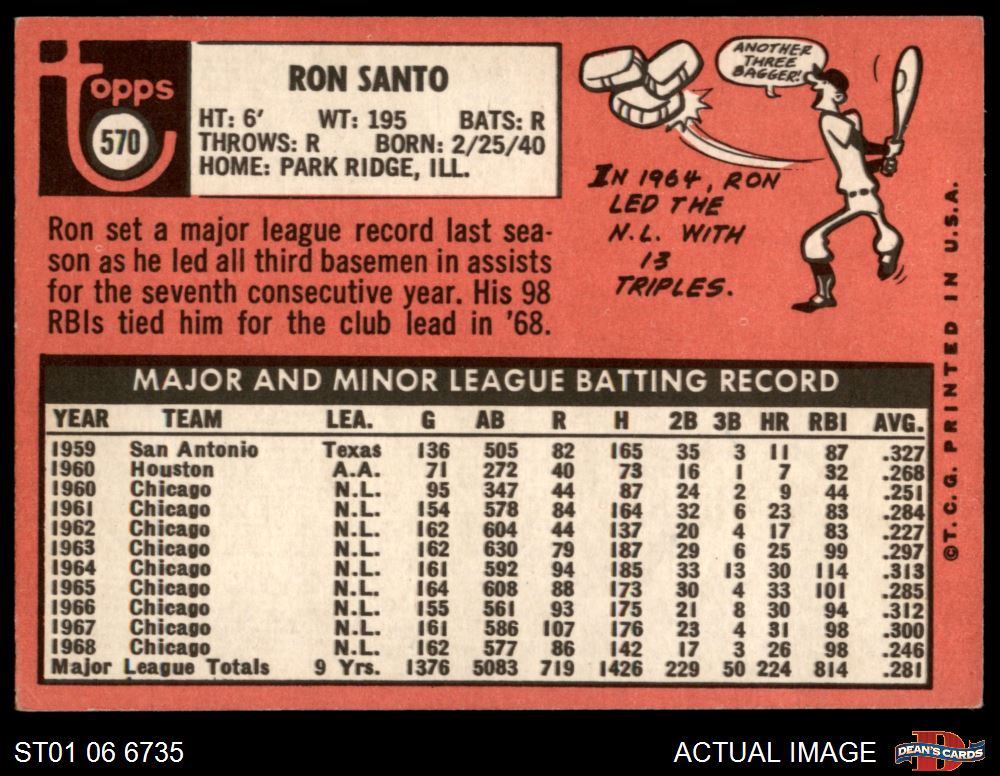 Topps
570
RON SANTO
HT: 6' WT: 195 BATS: R
THROWS: R BORN: 2/25/40
HOME: PARK RIDGE, ILL.
Ron set a major league record last sea-
son as he led all third basemen in assists
for the seventh consecutive year. His 98
RBIs tied him for the club lead in '68.
ANOTHER
THREE
BAGGER!
IN 1964, RON
LED THE
N.L. WITH
13
TRIPLES.
MAJOR AND MINOR LEAGUE BATTING RECORD
YEAR TEAM LEA. G AB R H 2B 3B HR RBI AVG.
1959 San Antonio Texas 136 505 82 165 35 3 11 87 .327
1960 Houston A.A. 71 272 40 73 16 1 7 32 .268
1960 Chicago N.L. 95 347 44 87 24 2 9 44 .251
1961 Chicago N.L. 154 578 84 164 32 6 23 83 .284
1962 Chicago N.L. 162 604 44 137 20 4 17 83 .227
1963 Chicago N.L. 162 630 79 187 29 6 25 99 .297
1964 Chicago N.L. 161 592 94 185 33 13 30 114 .313
1965 Chicago N.L. 164 608 88 173 30 4 33 101 .285
1966 Chicago N.L. 155 561 93 175 21 8 30 94 .312
1967 Chicago N.L. 161 586 107 176 23 4 31 98 .300
1968 Chicago N.L. 162 577 86 142 17 3 26 98 .246
Major League Totals 9 Yrs. 1376 5083 719 1426 229 50 224 814 .281
©T. C. G. PRINTED IN U.S.A.
ST01 06 6735
ACTUAL IMAGE
DEAN'S CARDS